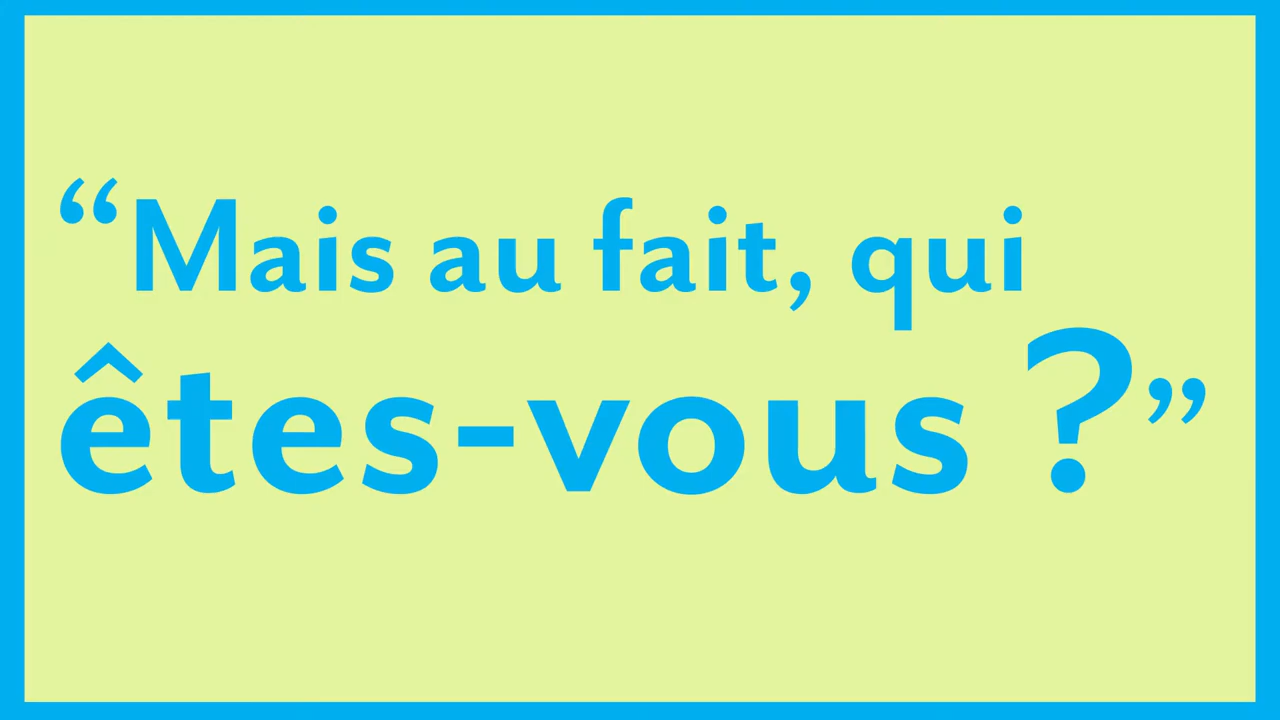 “Mais au fait, qui
êtes-vous ?”